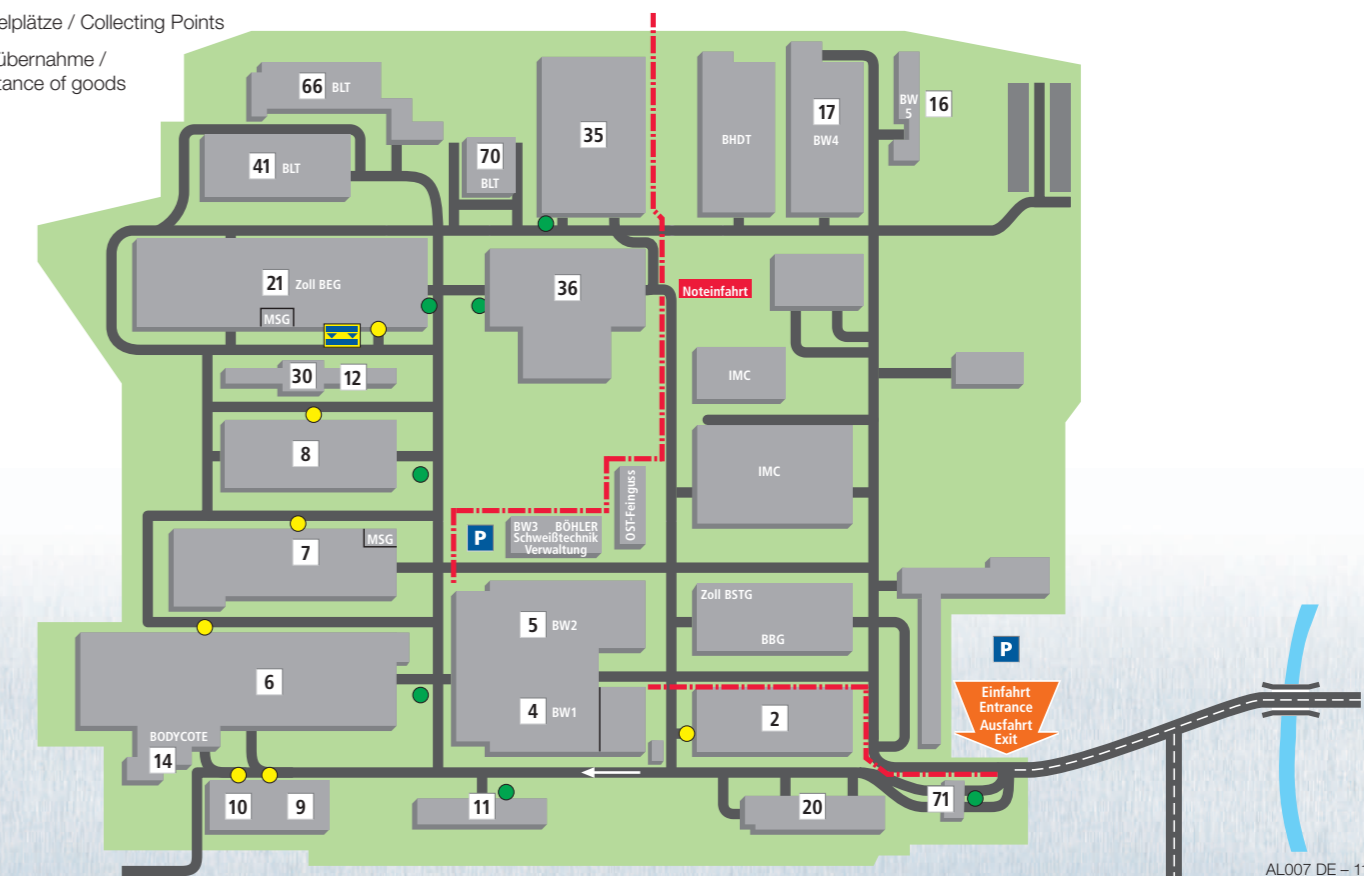 elplätze / Collecting Points
übernahme /
tance of goods
66 BLT
41 BLT
70
BLT
35
BHDT
17
BW4
BW
5
16
21 Zoll BEG
MSG
36
Noteinfahrt
30
12
IMC
8
IMC
OST-Feinguss
P
BW3 BÖHLER
Schweißtechnik
Verwaltung
7
MSG
5 BW2
Zoll BSTG
BBG
P
6
4 BW1
2
Einfahrt
Entrance
Ausfahrt
Exit
BODYCOTE
14
10
9
11
20
71
AL007 DE – 11